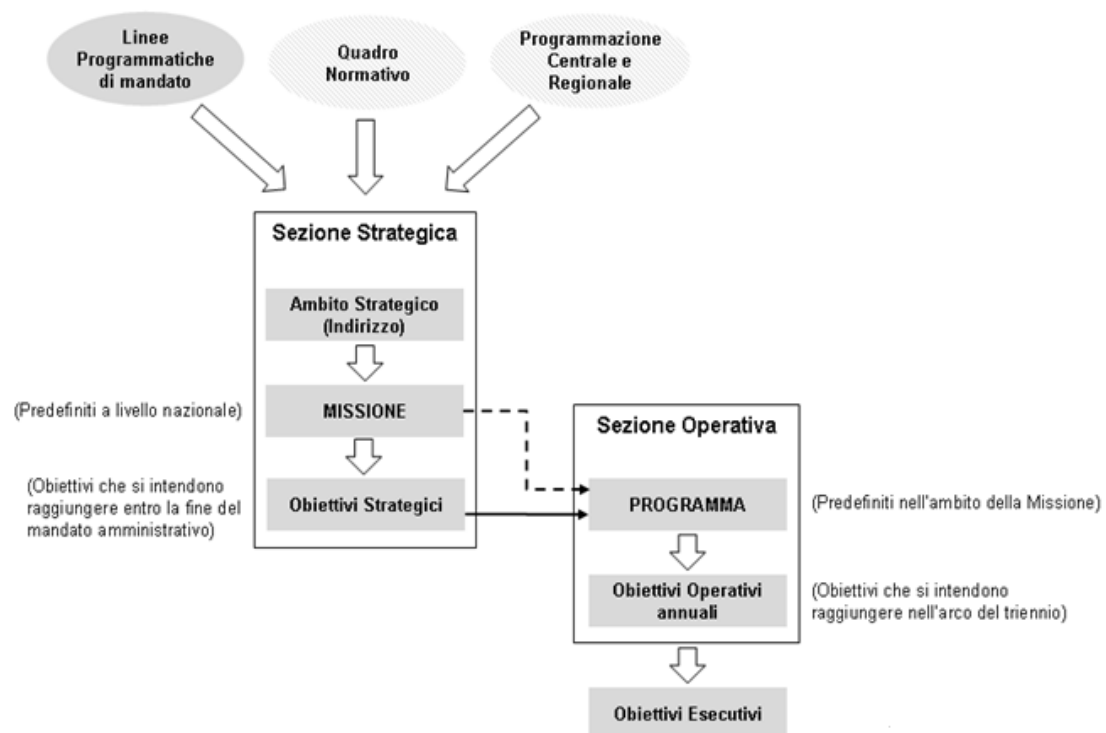 Linee
Programmatiche
di mandato
Quadro
Normativo
Programmazione
Centrale e
Regionale
Sezione Strategica
Ambito Strategico
(Indirizzo)
(Predefiniti a livello nazionale)
MISSIONE
(Obiettivi che si intendono
raggiungere entro la fine del
mandato amministrativo)
Obiettivi Strategici
Sezione Operativa
PROGRAMMA
(Predefiniti nell'ambito della Missione)
Obiettivi Operativi
annuali
(Obiettivi che si intendono
raggiungere nell'arco del triennio)
Obiettivi Esecutivi